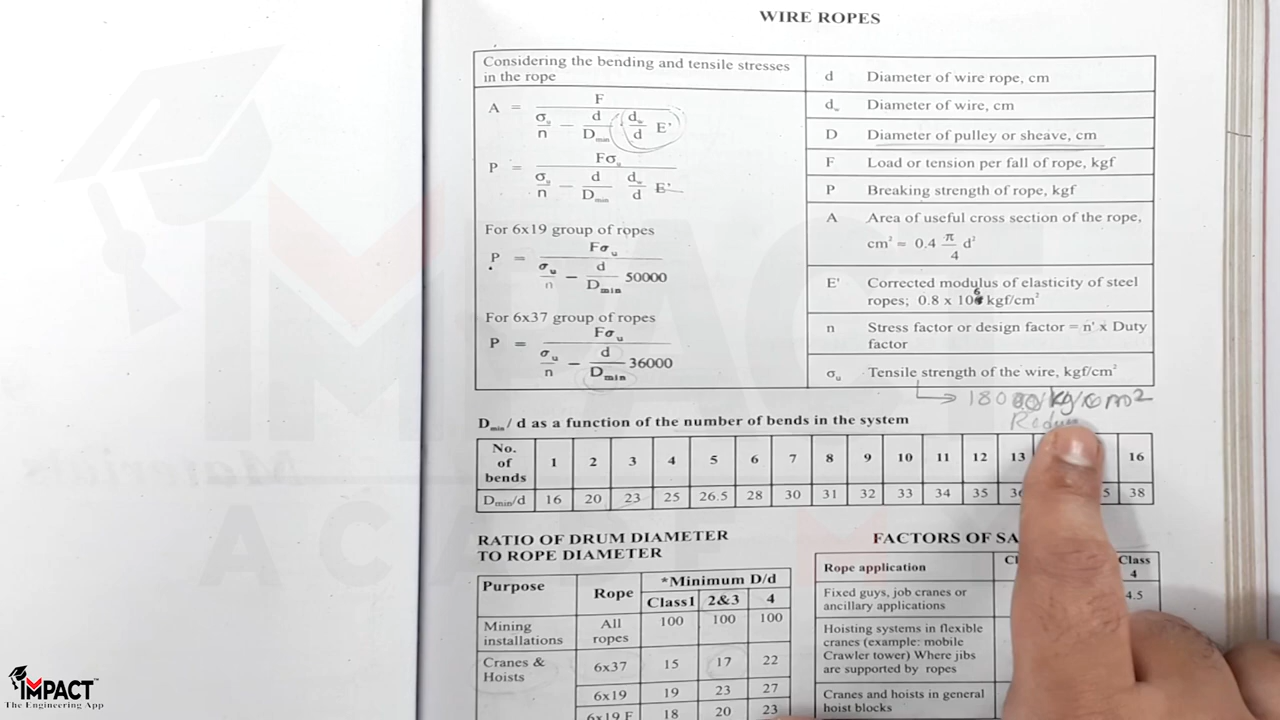 WIRE ROPES
Considering the bending and tensile stresses
in the rope
A = F / (σu/n − d/Dmin · dw/d E')
P = Fσu / (σu/n − d/Dmin dw/d E')
For 6x19 group of ropes
P = Fσu / (σu/n − d/Dmin 50000)
For 6x37 group of ropes
P = Fσu / (σu/n − d/Dmin 36000)
d Diameter of wire rope, cm
dw Diameter of wire, cm
D Diameter of pulley or sheave, cm
F Load or tension per fall of rope, kgf
P Breaking strength of rope, kgf
A Area of useful cross section of the rope,
cm² = 0.4 π/4 d²
E' Corrected modulus of elasticity of steel
ropes; 0.8 x 10⁶ kgf/cm²
n Stress factor or design factor = n' x Duty
factor
σu Tensile strength of the wire, kgf/cm²
kg/cm²
Dmin / d as a function of the number of bends in the system
No. of bends 1 2 3 4 5 6 7 8 9 10 11 12 13 16
Dmin/d 16 20 23 25 26.5 28 30 31 32 33 34 35 38
RATIO OF DRUM DIAMETER
TO ROPE DIAMETER
Purpose Rope *Minimum D/d
Class1 2&3 4
Mining installations All ropes 100 100 100
Cranes & Hoists 6x37 15 17 22
6x19 19 23 27
6x19 F 18 20 23
FACTORS OF
Rope application Class 4
Fixed guys, job cranes or
ancillary applications 4.5
Hoisting systems in flexible
cranes (example: mobile
Crawler tower) Where jibs
are supported by ropes
Cranes and hoists in general
hoist blocks
IMPACT
The Engineering App